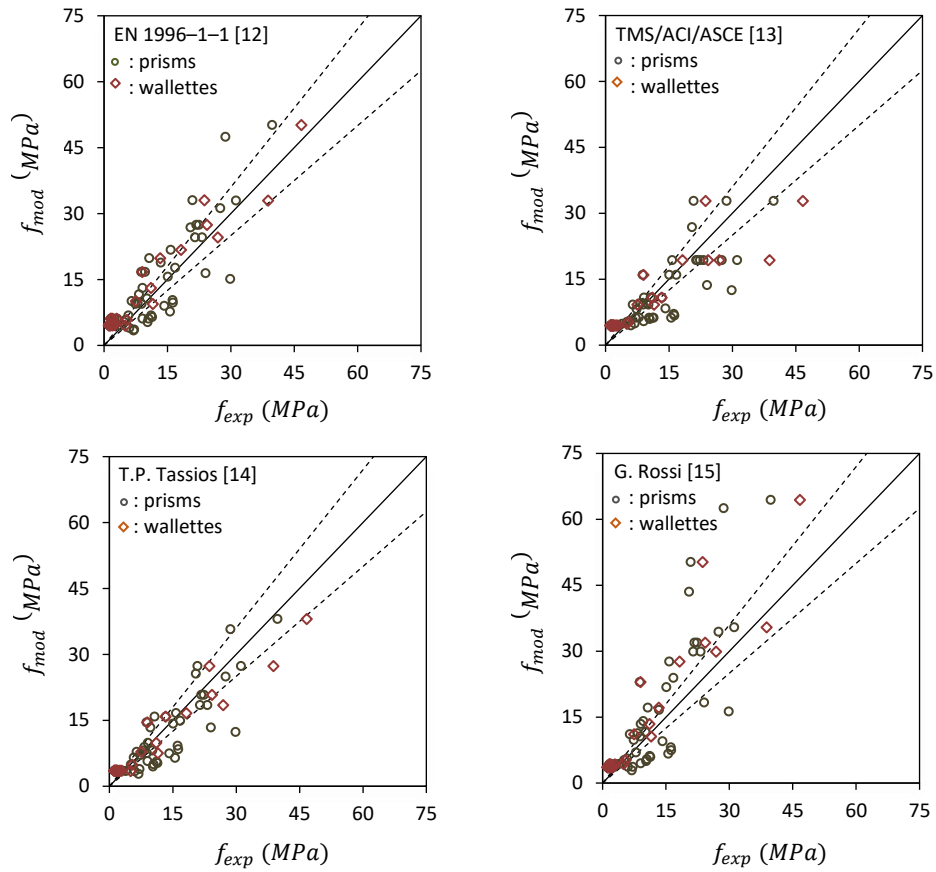 75
60
45
30
15
0
f_mod (MPa)
EN 1996–1–1 [12]
: prisms
: wallettes
0 15 30 45 60 75
f_exp (MPa)
75
60
45
30
15
0
f_mod (MPa)
TMS/ACI/ASCE [13]
: prisms
: wallettes
0 15 30 45 60 75
f_exp (MPa)
75
60
45
30
15
0
f_mod (MPa)
T.P. Tassios [14]
: prisms
: wallettes
0 15 30 45 60 75
f_exp (MPa)
75
60
45
30
15
0
f_mod (MPa)
G. Rossi [15]
: prisms
: wallettes
0 15 30 45 60 75
f_exp (MPa)